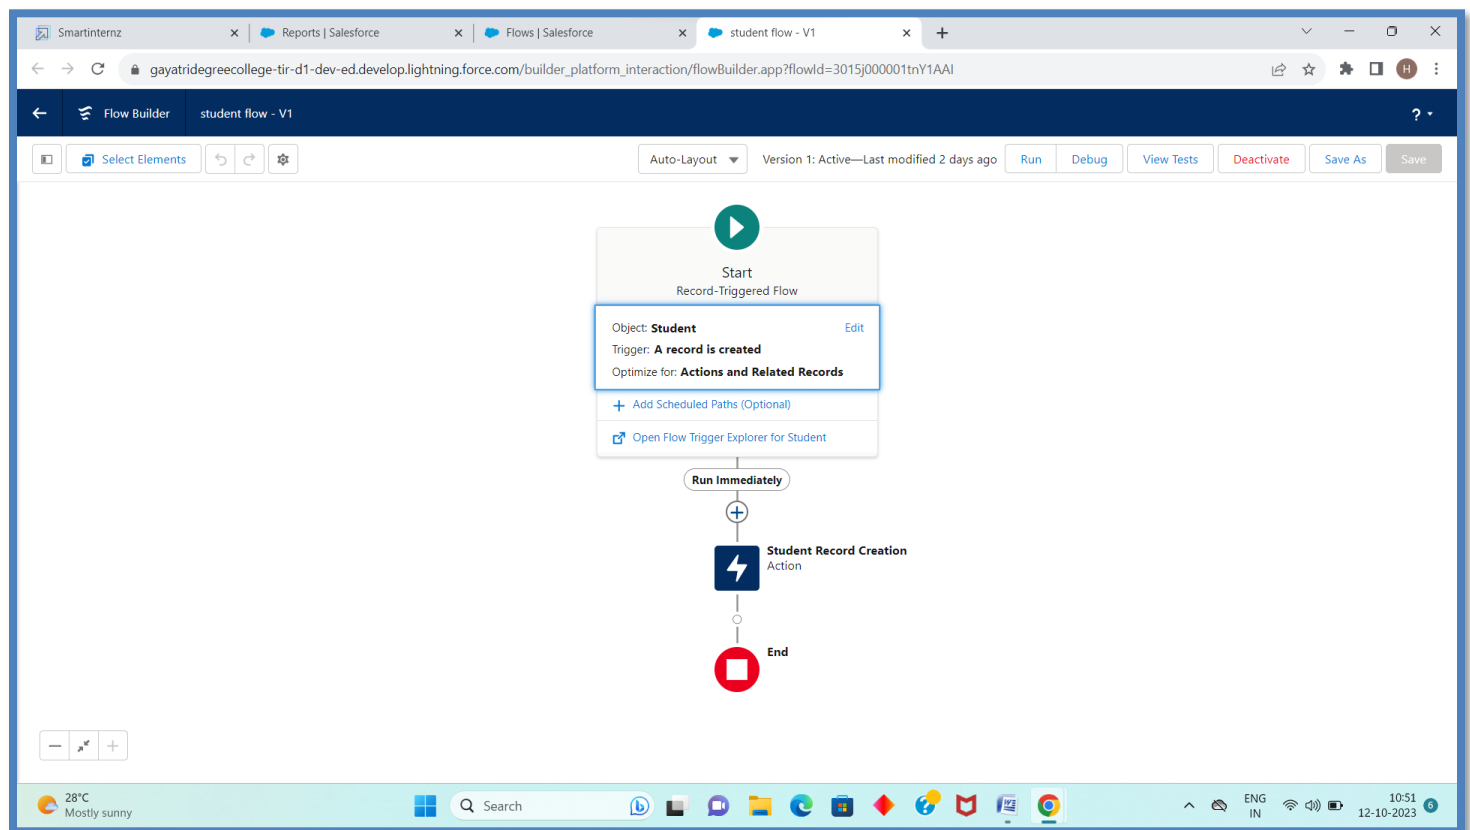 Smartinternz
Reports | Salesforce
Flows | Salesforce
student flow - V1
gayatridegreecollege-tir-d1-dev-ed.develop.lightning.force.com/builder_platform_interaction/flowBuilder.app?flowId=3015j000001tnY1AAI
H
Flow Builder
student flow - V1
?
Select Elements
Auto-Layout
Version 1: Active—Last modified 2 days ago
Run
Debug
View Tests
Deactivate
Save As
Save
Start
Record-Triggered Flow
Object: Student
Edit
Trigger: A record is created
Optimize for: Actions and Related Records
Add Scheduled Paths (Optional)
Open Flow Trigger Explorer for Student
Run Immediately
Student Record Creation
Action
End
28°C
Mostly sunny
Search
ENG
IN
10:51
12-10-2023
6